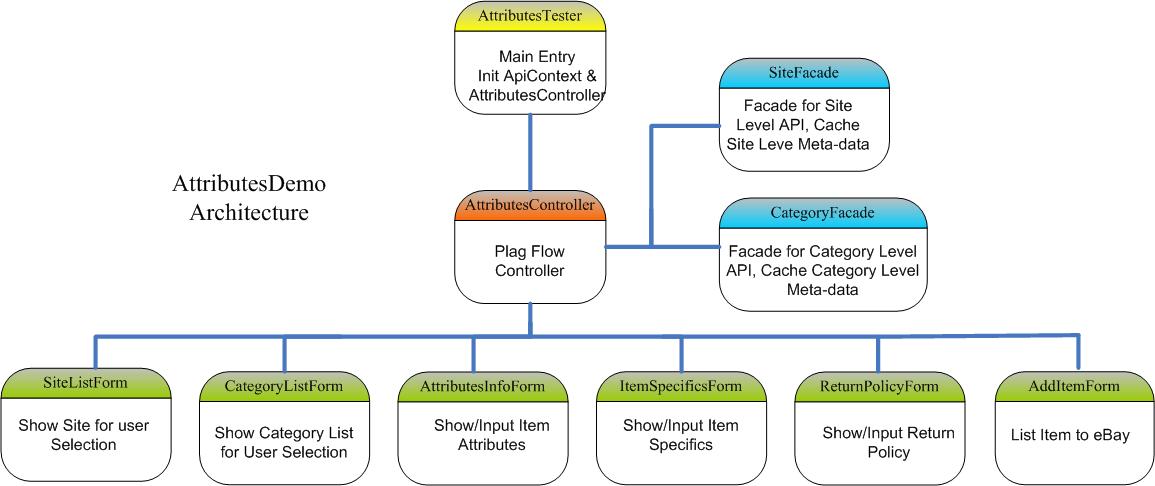 AttributesTester
Main Entry
Init ApiContext &
AttributesController
SiteFacade
Facade for Site
Level API, Cache
Site Leve Meta-data
AttributesDemo
Architecture
AttributesController
Plag Flow
Controller
CategoryFacade
Facade for Category Level
API, Cache Category Level
Meta-data
SiteListForm
Show Site for user
Selection
CategoryListForm
Show Category List
for User Selection
AttributesInfoForm
Show/Input Item
Attributes
ItemSpecificsForm
Show/Input Item
Specifics
ReturnPolicyForm
Show/Input Return
Policy
AddItemForm
List Item to eBay